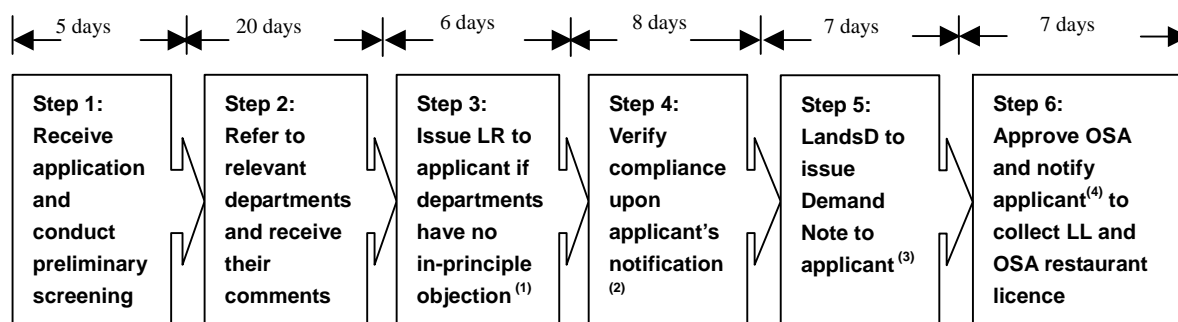 5 days
20 days
6 days
8 days
7 days
7 days
Step 1:
Receive
application
and
conduct
preliminary
screening
Step 2:
Refer to
relevant
departments
and receive
their
comments
Step 3:
Issue LR to
applicant if
departments
have no
in-principle
objection (1)
Step 4:
Verify
compliance
upon
applicant's
notification
(2)
Step 5:
LandsD to
issue
Demand
Note to
applicant (3)
Step 6:
Approve OSA
and notify
applicant(4) to
collect LL and
OSA restaurant
licence